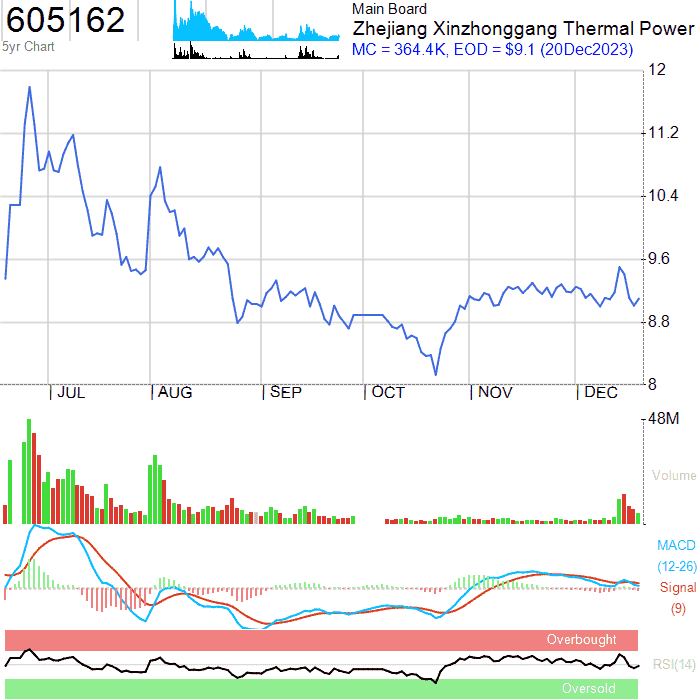 605162
5yr Chart
Main Board
Zhejiang Xinzhonggang Thermal Power
MC = 364.4K, EOD = $9.1 (20Dec2023)
12
11.2
10.4
9.6
8.8
8
JUL AUG SEP OCT NOV DEC
48M
Volume
MACD
(12-26)
Signal
(9)
Overbought
RSI(14)
Oversold